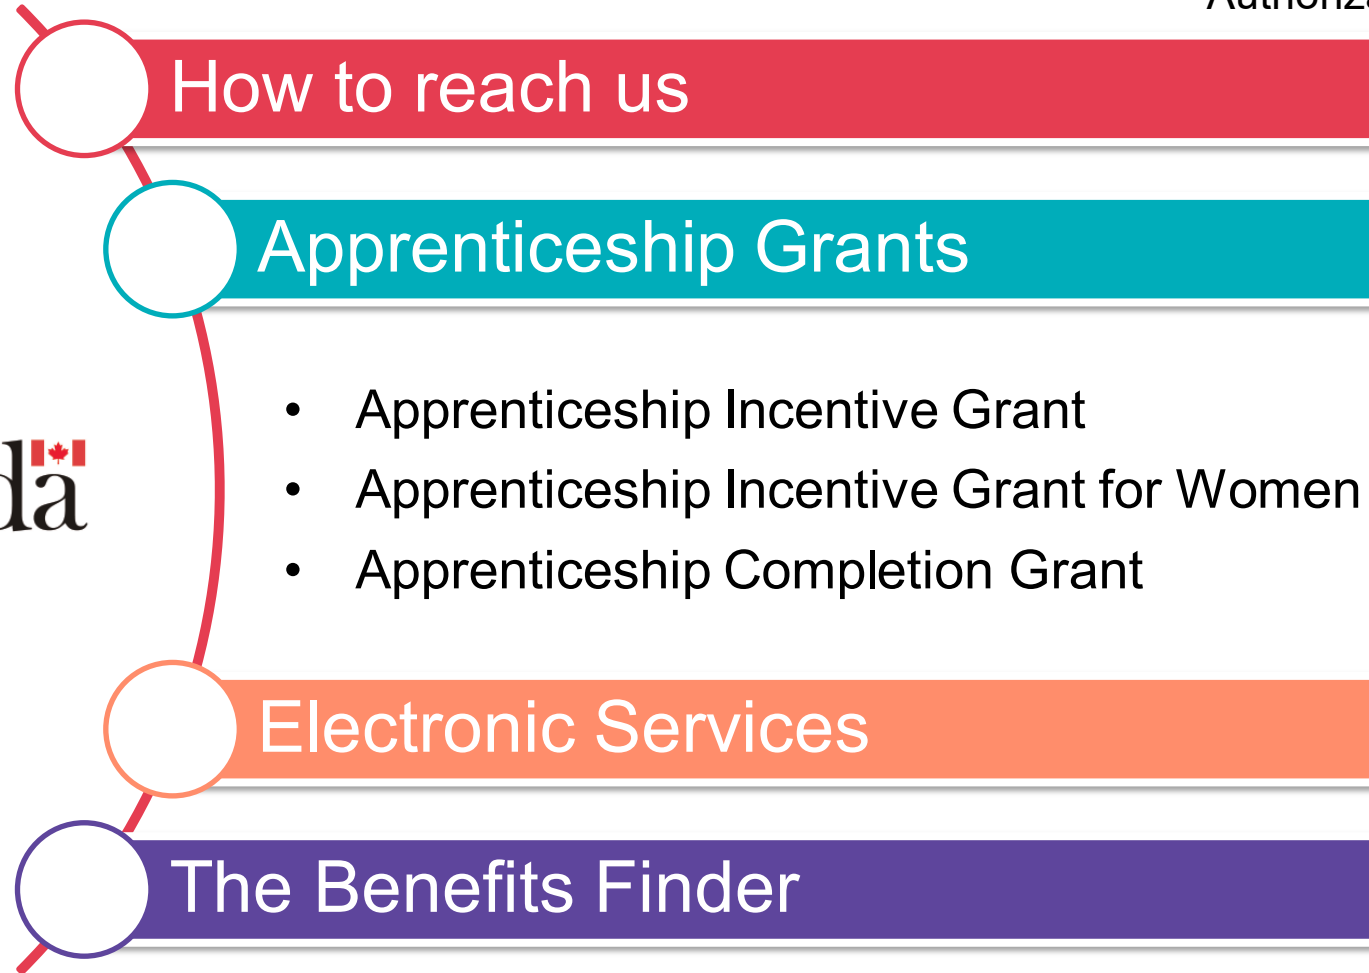 How to reach us
Apprenticeship Grants
• Apprenticeship Incentive Grant
• Apprenticeship Incentive Grant for Women
• Apprenticeship Completion Grant
Electronic Services
The Benefits Finder